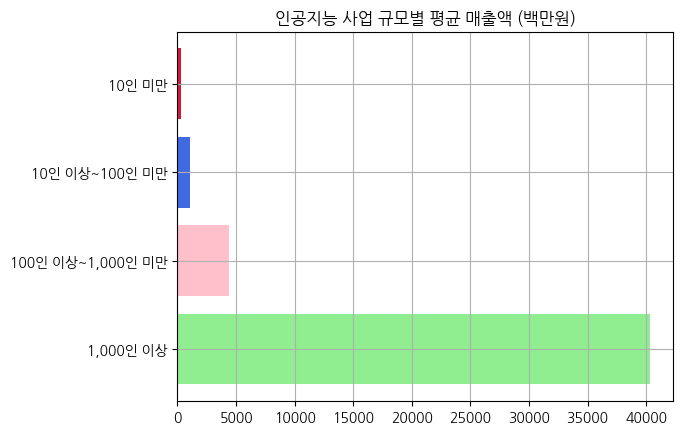 인공지능 사업 규모별 평균 매출액 (백만원)
10인 미만
10인 이상~100인 미만
100인 이상~1,000인 미만
1,000인 이상
0 5000 10000 15000 20000 25000 30000 35000 40000